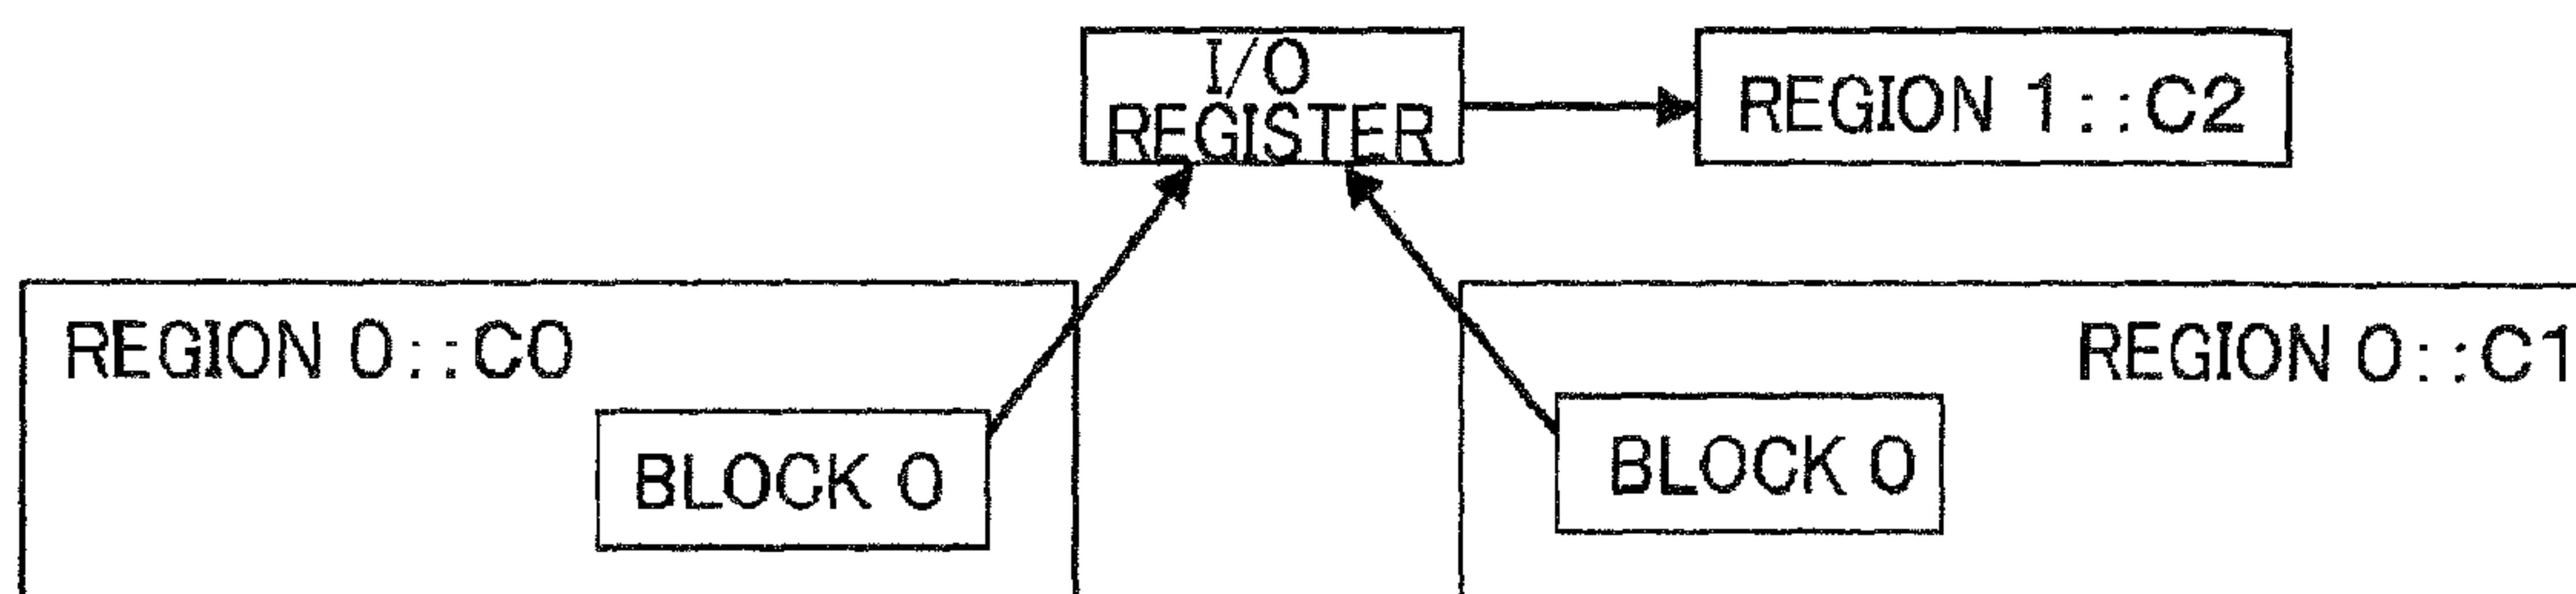 I/O
REGISTER
REGION 1::C2
REGION 0::C0
REGION 0::C1
BLOCK 0
BLOCK 0